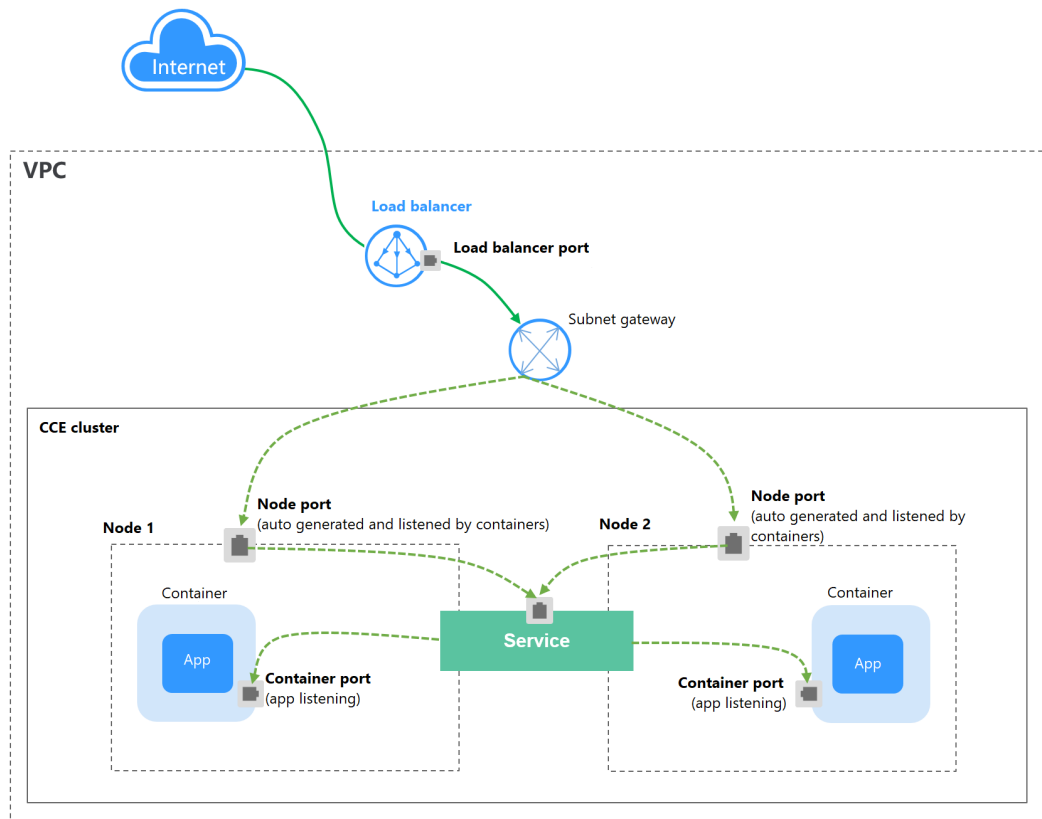 Internet
VPC
Load balancer
Load balancer port
Subnet gateway
CCE cluster
Node 1
Node port
(auto generated and listened by containers)
Node 2
Node port
(auto generated and listened by
containers)
Container
App
Container port
(app listening)
Service
Container
App
Container port
(app listening)